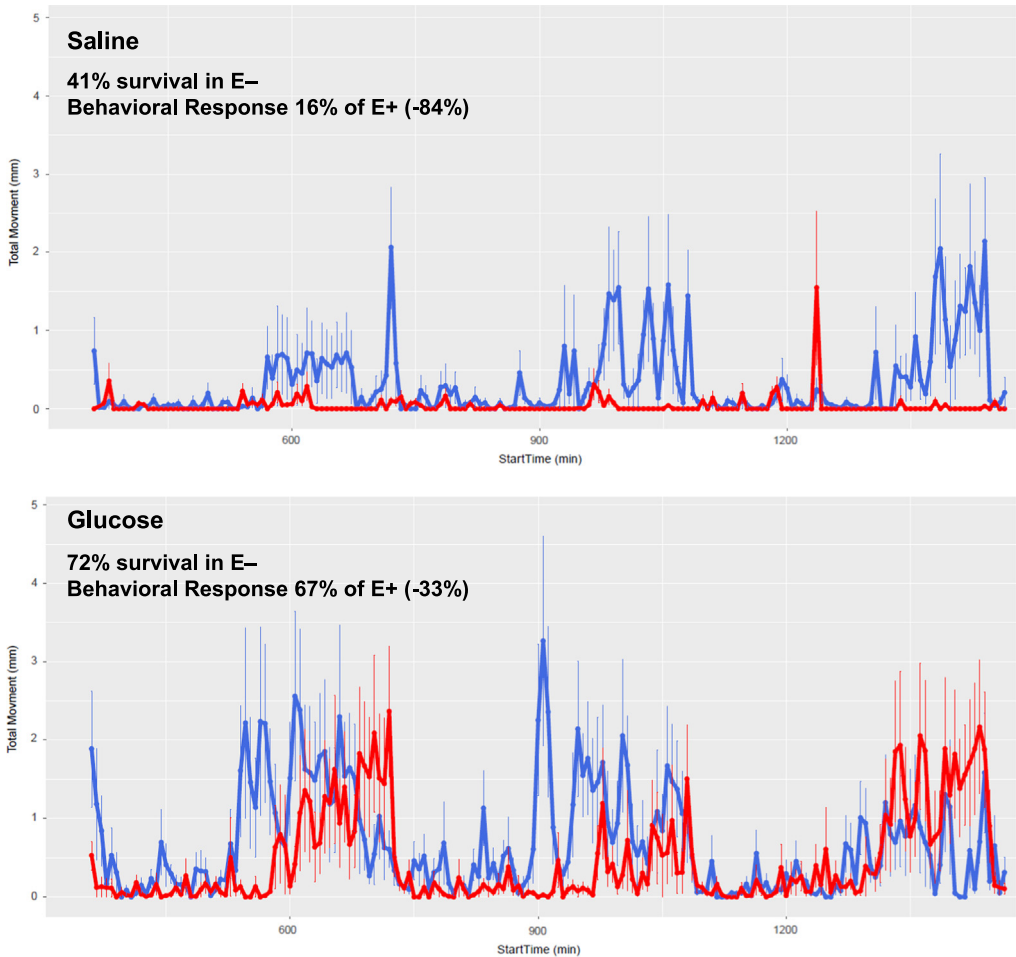 5
Saline
41% survival in E–
Behavioral Response 16% of E+ (-84%)
4
3
Total Movment (mm)
2
1
0
600
900
1200
StartTime (min)
5
Glucose
72% survival in E–
Behavioral Response 67% of E+ (-33%)
4
3
Total Movment (mm)
2
1
0
600
900
1200
StartTime (min)